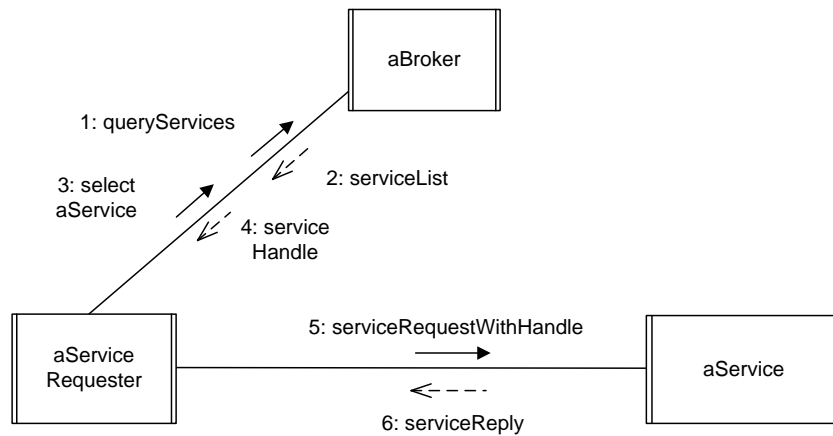 aBroker
1: queryServices
2: serviceList
3: select
aService
4: service
Handle
5: serviceRequestWithHandle
aService
Requester
aService
6: serviceReply